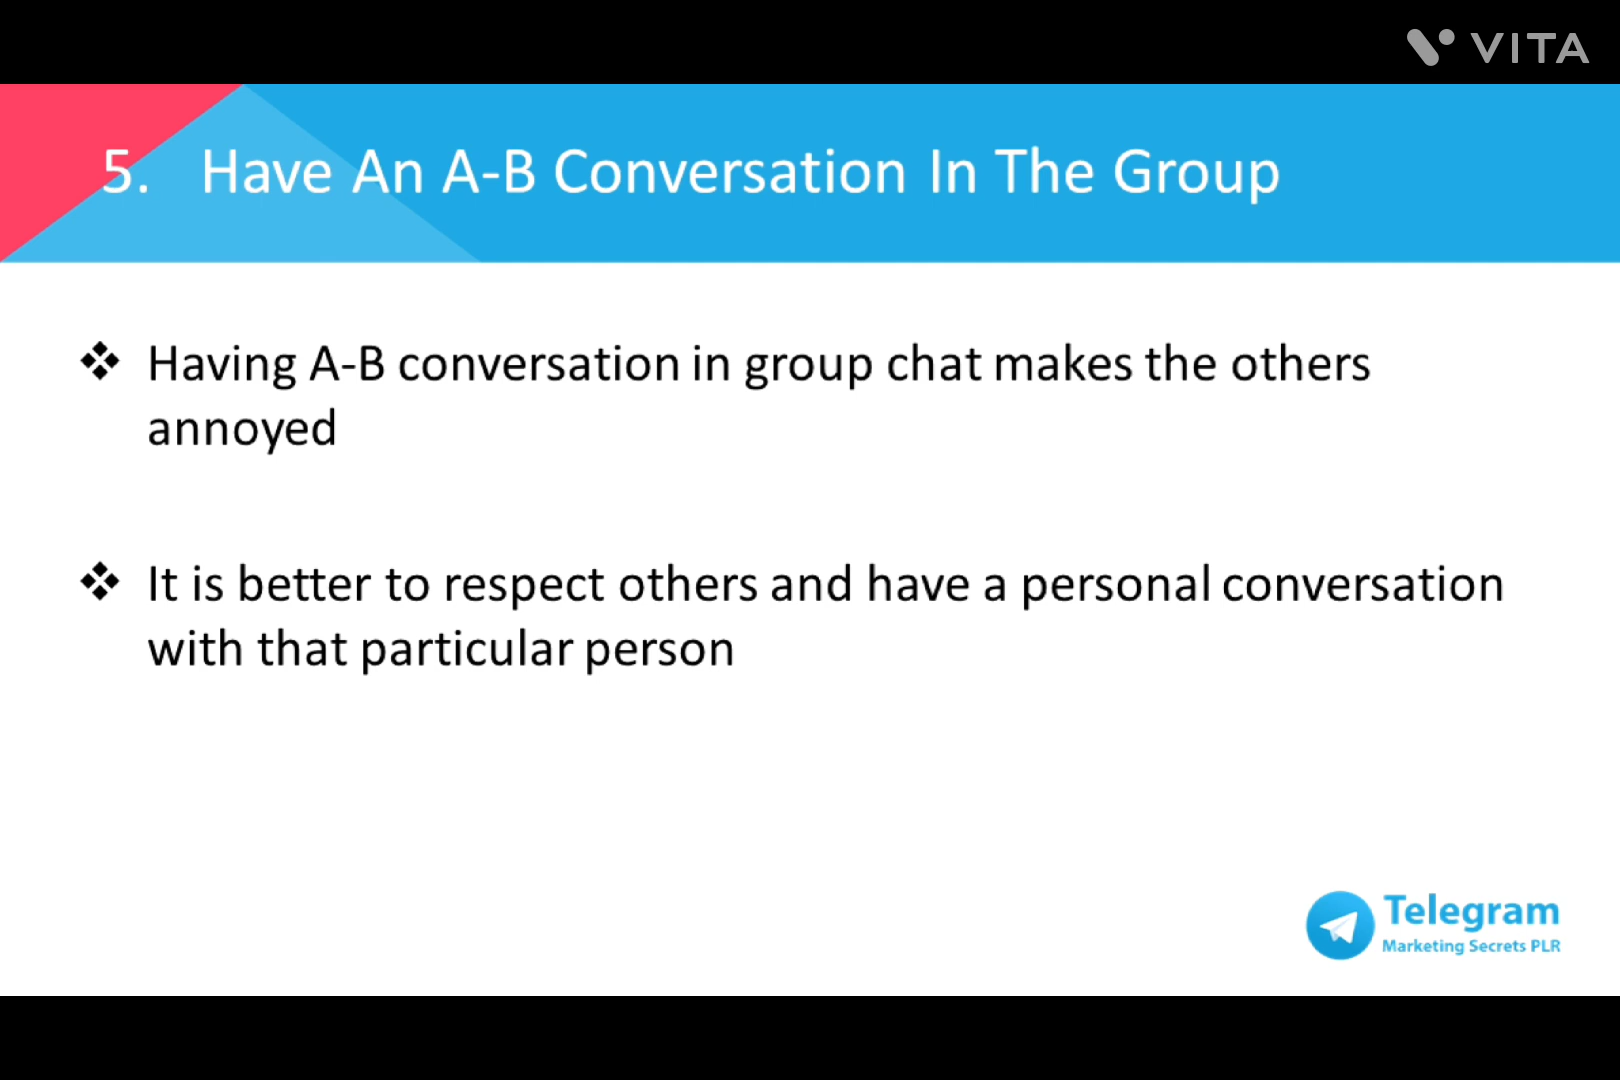 VITA
5. Have An A-B Conversation In The Group
❖ Having A-B conversation in group chat makes the others
annoyed
❖ It is better to respect others and have a personal conversation
with that particular person
Telegram
Marketing Secrets PLR